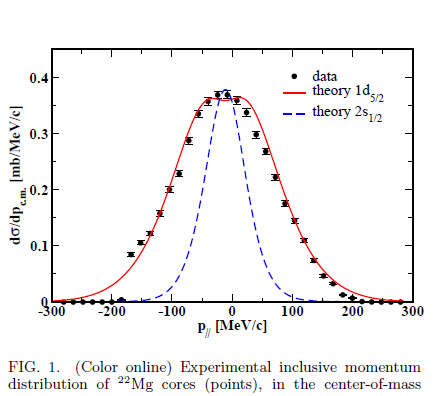 data
theory 1d5/2
theory 2s1/2
0.4
0.3
0.2
0.1
0
dσ/dpc.m. [mb/MeV/c]
-300 -200 -100 0 100 200 300
p// [MeV/c]
FIG. 1. (Color online) Experimental inclusive momentum
distribution of 22Mg cores (points), in the center-of-mass